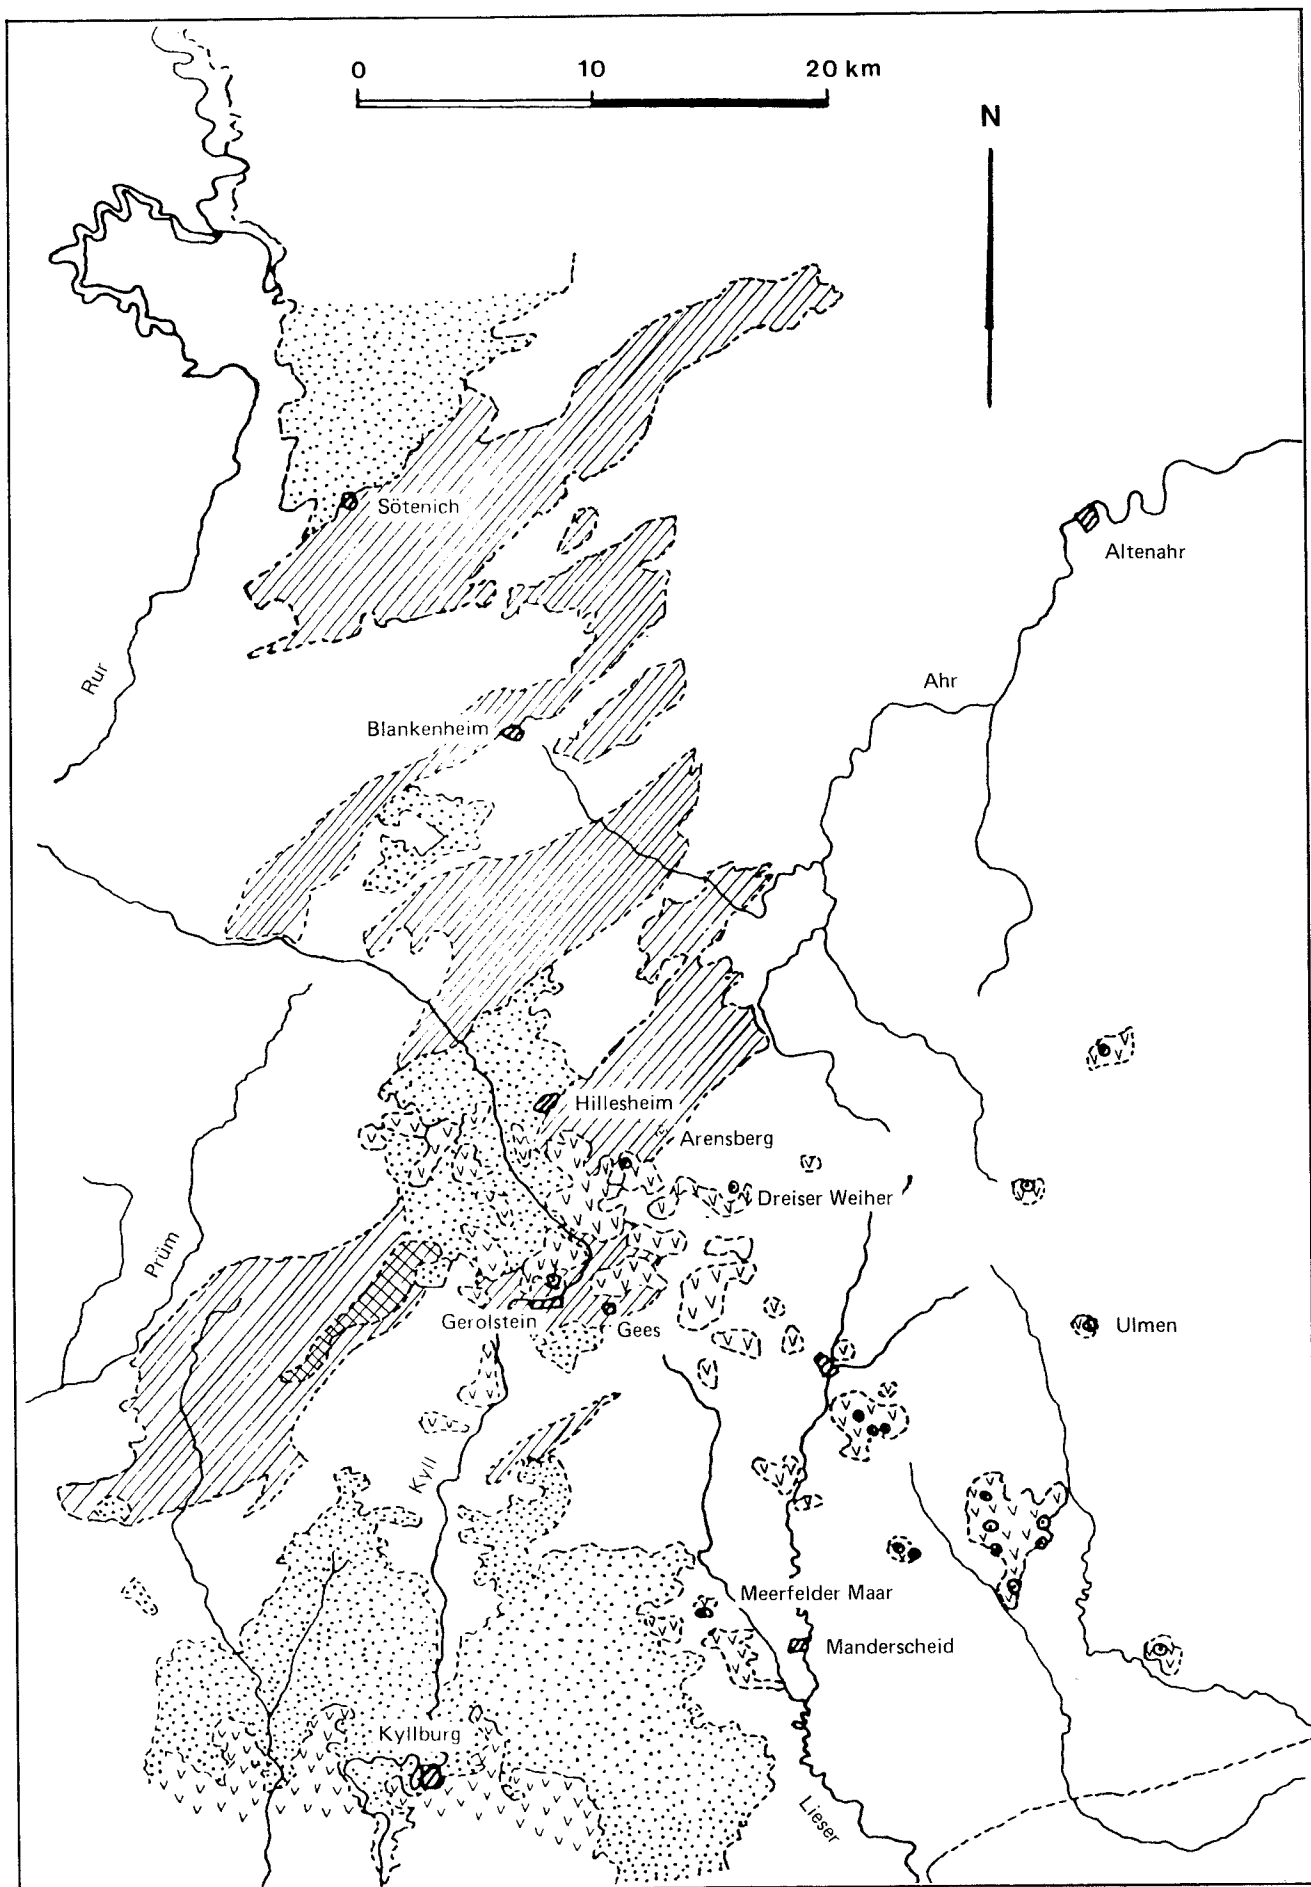 0 10 20 km
N
Sötenich
Altenahr
Rur
Ahr
Blankenheim
Hillesheim
Arensberg
Dreiser Weiher
Prüm
Gerolstein
Gees
Ulmen
Kyll
Meerfelder Maar
Manderscheid
Kyllburg
Lieser